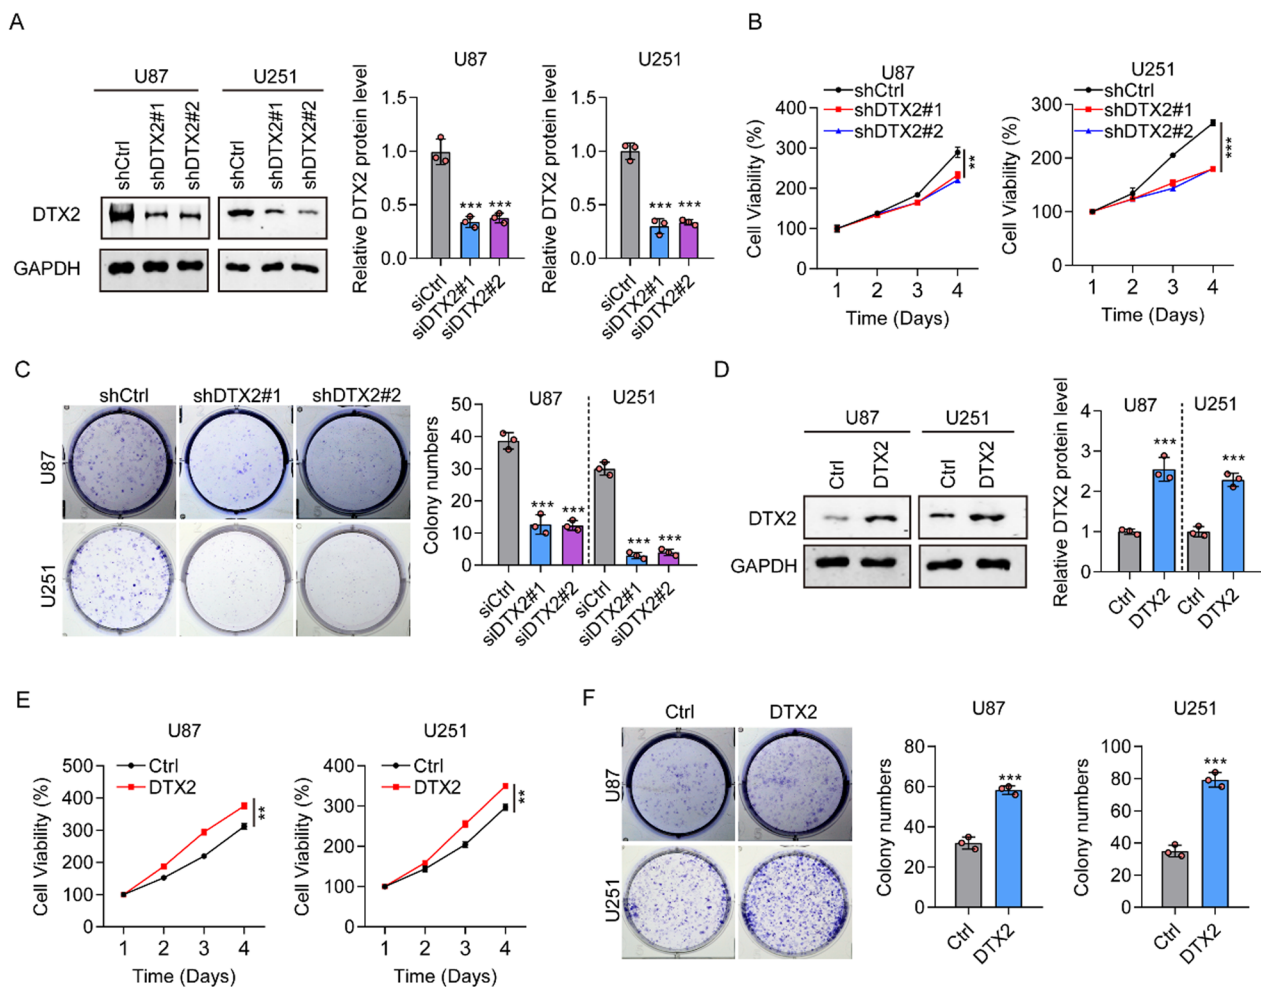 A
U87 U251
shCtrl shDTX2#1 shDTX2#2 shCtrl shDTX2#1 shDTX2#2
DTX2
GAPDH
U87
Relative DTX2 protein level
1.5
1.0
0.5
0.0
*** ***
siCtrl siDTX2#1 siDTX2#2
U251
Relative DTX2 protein level
1.5
1.0
0.5
0.0
*** ***
siCtrl siDTX2#1 siDTX2#2
B
U87
shCtrl
shDTX2#1
shDTX2#2
Cell Viability (%)
400
300
200
100
0
**
1 2 3 4
Time (Days)
U251
shCtrl
shDTX2#1
shDTX2#2
Cell Viability (%)
300
200
100
0
***
1 2 3 4
Time (Days)
C
shCtrl shDTX2#1 shDTX2#2
U87
U251
U87 U251
Colony numbers
50
40
30
20
10
0
*** *** *** ***
siCtrl siDTX2#1 siDTX2#2 siCtrl siDTX2#1 siDTX2#2
D
U87 U251
Ctrl DTX2 Ctrl DTX2
DTX2
GAPDH
U87 U251
Relative DTX2 protein level
4
3
2
1
0
*** ***
Ctrl DTX2 Ctrl DTX2
E
U87
Ctrl
DTX2
Cell Viability (%)
500
400
300
200
100
0
**
1 2 3 4
Time (Days)
U251
Ctrl
DTX2
Cell Viability (%)
400
300
200
100
0
**
1 2 3 4
Time (Days)
F
Ctrl DTX2
U87
U251
U87
Colony numbers
80
60
40
20
0
***
Ctrl DTX2
U251
Colony numbers
100
80
60
40
20
0
***
Ctrl DTX2